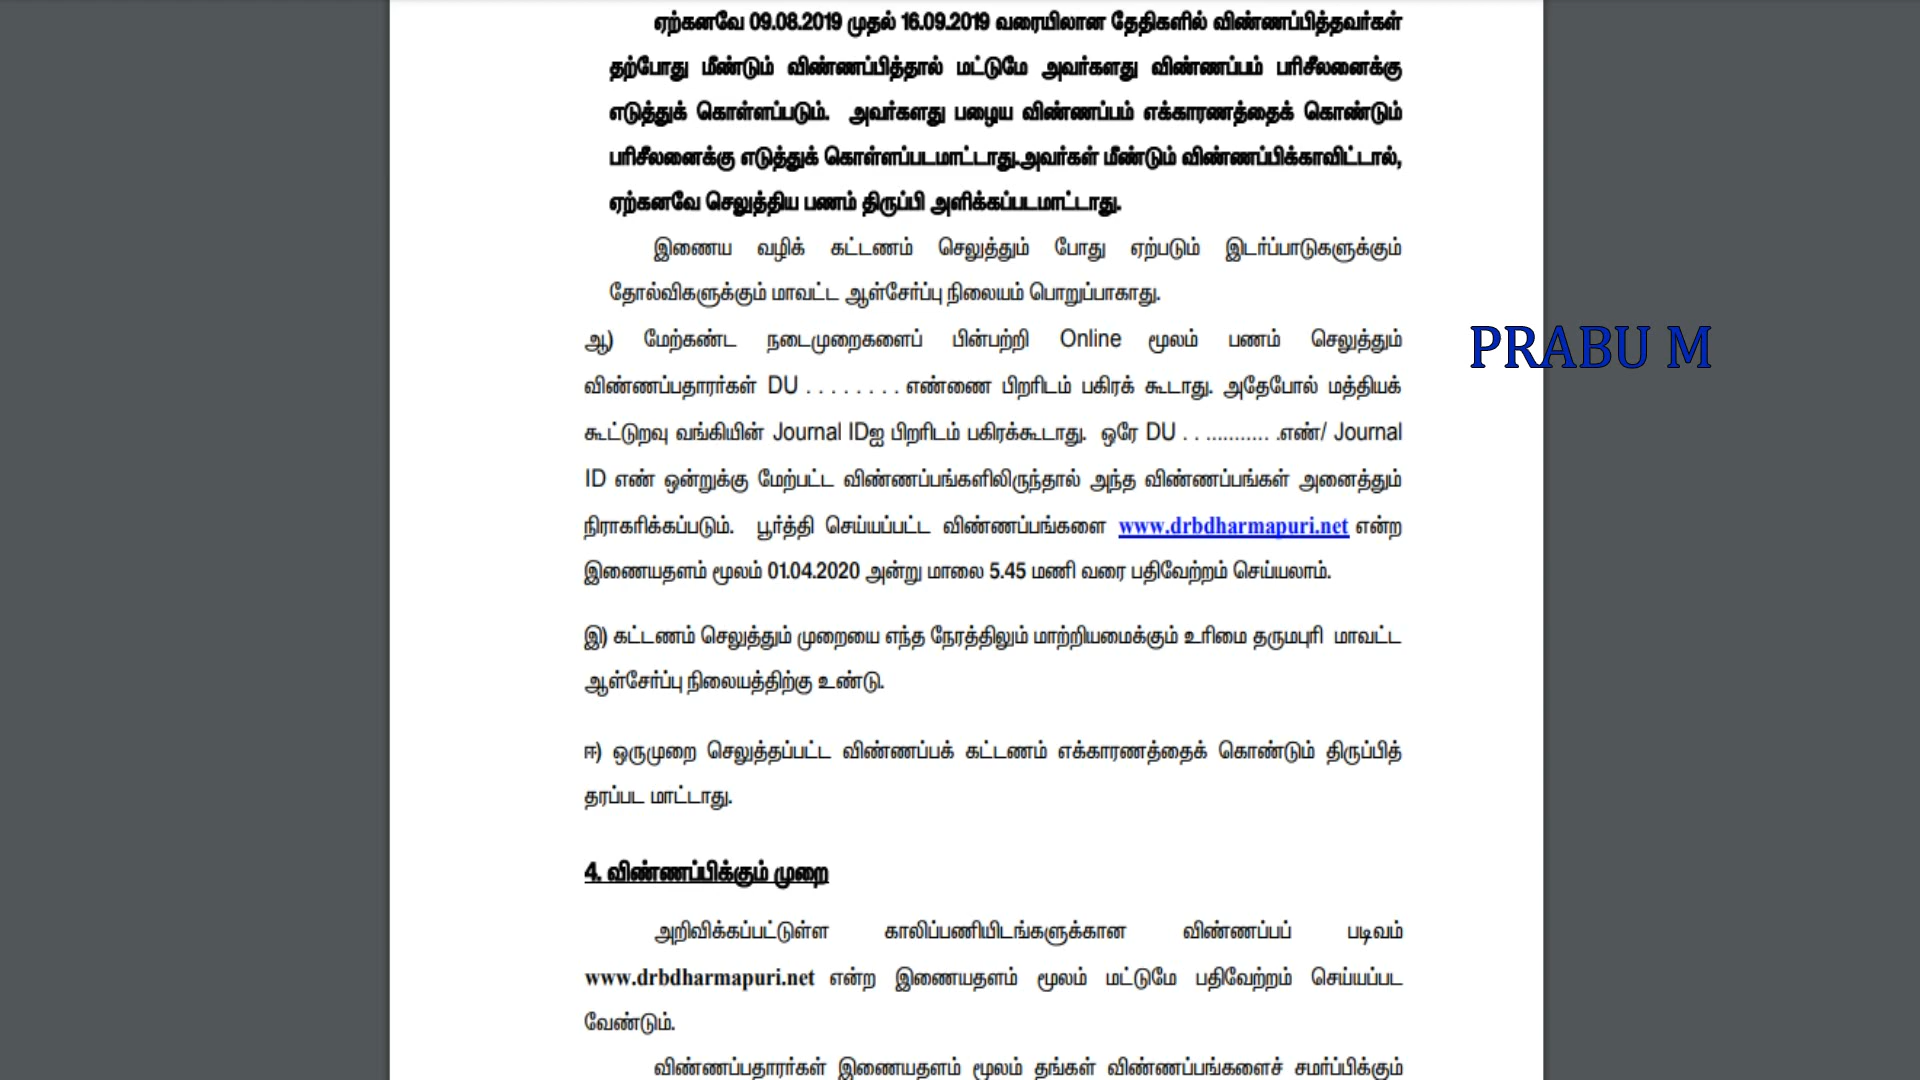 ஏற்கனவே 09.08.2019 முதல் 16.09.2019 வரையிலான தேதிகளில் விண்ணப்பித்தவர்கள்
தற்போது மீண்டும் விண்ணப்பித்தால் மட்டுமே அவர்களது விண்ணப்பம் பரிசீலனைக்கு
எடுத்துக் கொள்ளப்படும். அவர்களது பழைய விண்ணப்பம் எக்காரணத்தைக் கொண்டும்
பரிசீலனைக்கு எடுத்துக் கொள்ளப்படமாட்டாது.அவர்கள் மீண்டும் விண்ணப்பிக்காவிட்டால்,
ஏற்கனவே செலுத்திய பணம் திருப்பி அளிக்கப்படமாட்டாது.
இணைய வழிக் கட்டணம் செலுத்தும் போது ஏற்படும் இடர்ப்பாடுகளுக்கும்
தோல்விகளுக்கும் மாவட்ட ஆள்சேர்ப்பு நிலையம் பொறுப்பாகாது.
ஆ) மேற்கண்ட நடைமுறைகளைப் பின்பற்றி Online மூலம் பணம் செலுத்தும்
விண்ணப்பதாரர்கள் DU . . . . . . . . எண்ணை பிறரிடம் பகிரக் கூடாது. அதேபோல் மத்தியக்
கூட்டுறவு வங்கியின் Journal IDஐ பிறரிடம் பகிரக்கூடாது. ஒரே DU . . ............ .எண்/ Journal
ID எண் ஒன்றுக்கு மேற்பட்ட விண்ணப்பங்களிலிருந்தால் அந்த விண்ணப்பங்கள் அனைத்தும்
நிராகரிக்கப்படும். பூர்த்தி செய்யப்பட்ட விண்ணப்பங்களை www.drbdharmapuri.net என்ற
இணையதளம் மூலம் 01.04.2020 அன்று மாலை 5.45 மணி வரை பதிவேற்றம் செய்யலாம்.
இ) கட்டணம் செலுத்தும் முறையை எந்த நேரத்திலும் மாற்றியமைக்கும் உரிமை தருமபுரி மாவட்ட
ஆள்சேர்ப்பு நிலையத்திற்கு உண்டு.
ஈ) ஒருமுறை செலுத்தப்பட்ட விண்ணப்பக் கட்டணம் எக்காரணத்தைக் கொண்டும் திருப்பித்
தரப்பட மாட்டாது.
4. விண்ணப்பிக்கும் முறை
அறிவிக்கப்பட்டுள்ள காலிப்பணியிடங்களுக்கான விண்ணப்பப் படிவம்
www.drbdharmapuri.net என்ற இணையதளம் மூலம் மட்டுமே பதிவேற்றம் செய்யப்பட
வேண்டும்.
விண்ணப்பதாரர்கள் இணையதளம் மூலம் தங்கள் விண்ணப்பங்களைச் சமர்ப்பிக்கும்
PRABU M